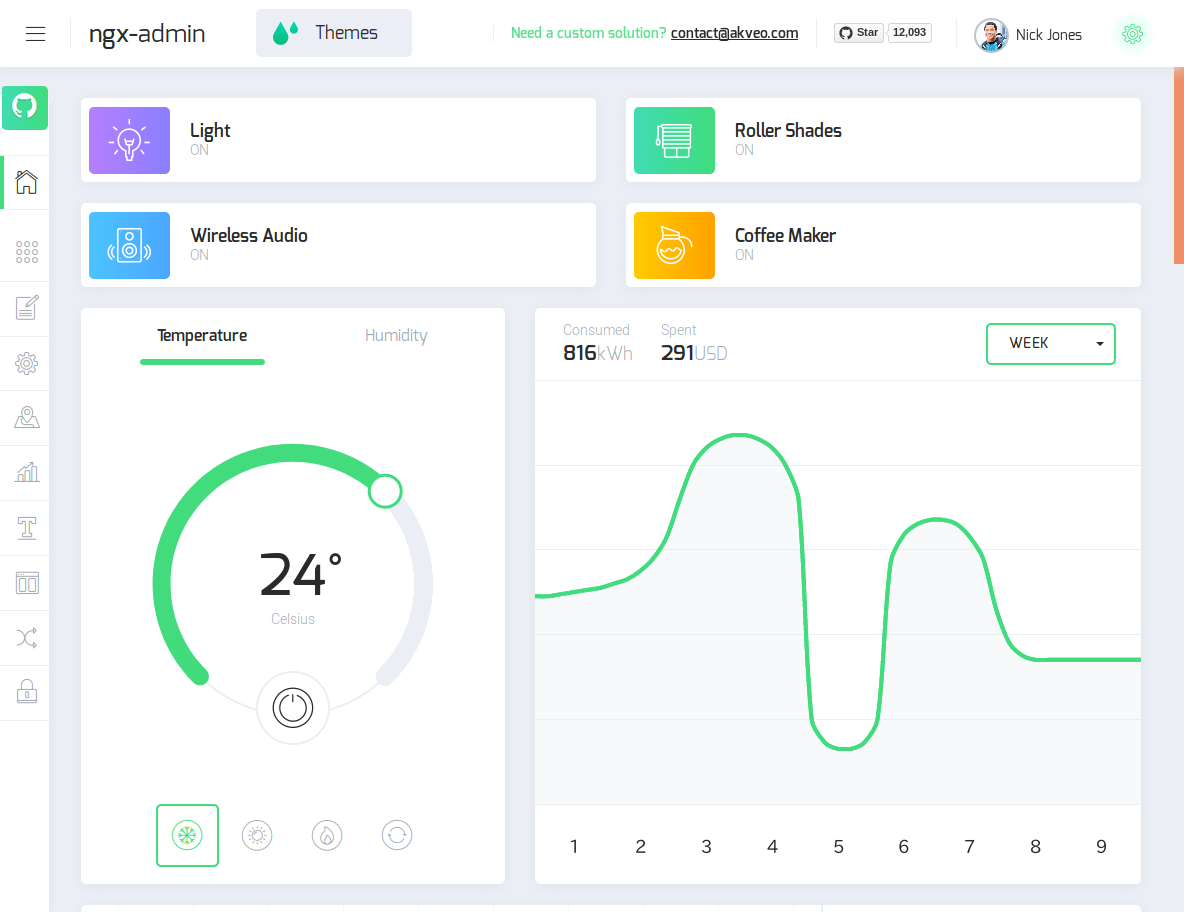 ngx-admin
Themes
Need a custom solution? contact@akveo.com
Star
12,093
Nick Jones
Light
ON
Roller Shades
ON
Wireless Audio
ON
Coffee Maker
ON
Temperature
Humidity
24°
Celsius
Consumed
816kWh
Spent
291USD
WEEK
1 2 3 4 5 6 7 8 9